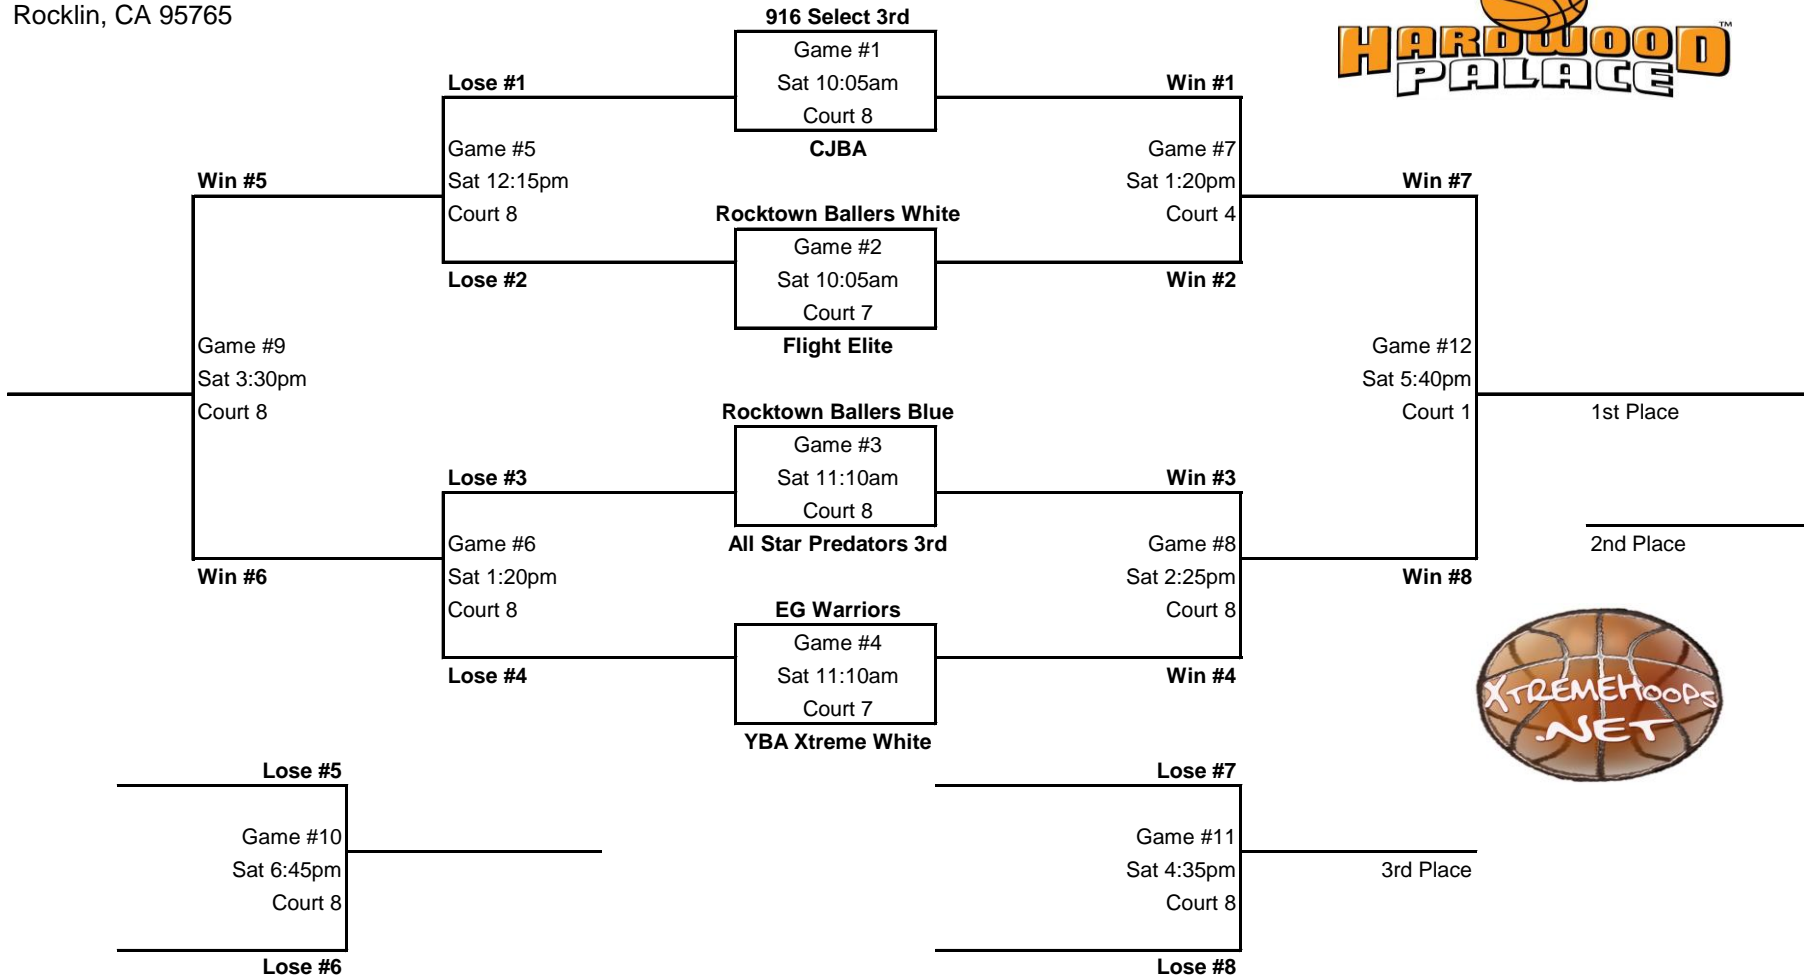 Rocklin, CA 95765
HARDWOOD
PALACE
™
916 Select 3rd
Game #1
Sat 10:05am
Court 8
CJBA
Lose #1
Win #1
Game #5
Sat 12:15pm
Court 8
Game #7
Sat 1:20pm
Court 4
Win #5
Win #7
Rocktown Ballers White
Game #2
Sat 10:05am
Court 7
Flight Elite
Lose #2
Win #2
Game #9
Sat 3:30pm
Court 8
Game #12
Sat 5:40pm
Court 1
1st Place
Rocktown Ballers Blue
Game #3
Sat 11:10am
Court 8
All Star Predators 3rd
Lose #3
Win #3
Game #6
Sat 1:20pm
Court 8
Game #8
Sat 2:25pm
Court 8
2nd Place
Win #6
Win #8
EG Warriors
Game #4
Sat 11:10am
Court 7
YBA Xtreme White
Lose #4
Win #4
XTREMEHOOPS
.NET
Lose #5
Game #10
Sat 6:45pm
Court 8
Lose #6
Lose #7
Game #11
Sat 4:35pm
Court 8
3rd Place
Lose #8